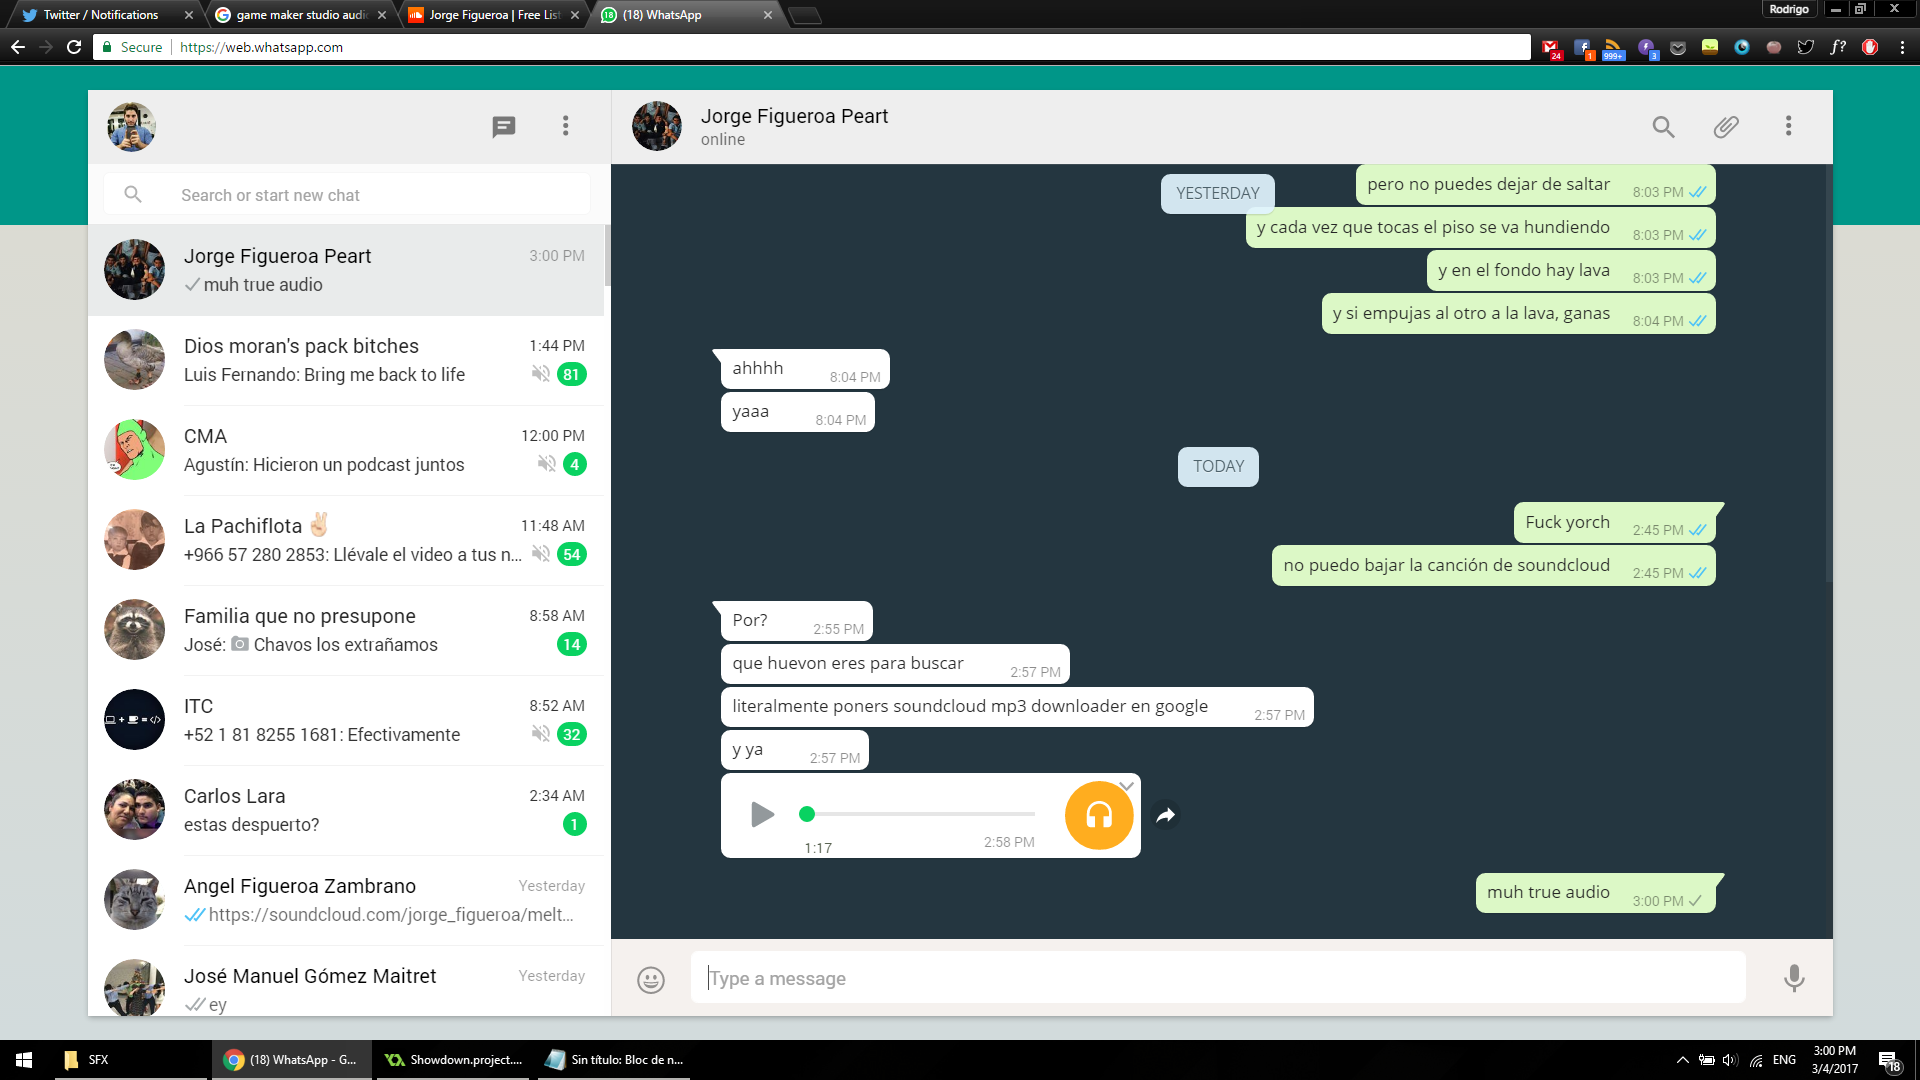 Twitter / Notifications
game maker studio audi
Jorge Figueroa | Free Lis
(18) WhatsApp
Rodrigo
Secure
https://web.whatsapp.com
24
1
999+
3
f?
Jorge Figueroa Peart
online
Search or start new chat
Jorge Figueroa Peart
3:00 PM
muh true audio
Dios moran's pack bitches
1:44 PM
Luis Fernando: Bring me back to life
81
CMA
12:00 PM
Agustín: Hicieron un podcast juntos
4
La Pachiflota ✌🏻
11:48 AM
+966 57 280 2853: Llévale el video a tus n...
54
Familia que no presupone
8:58 AM
José: 📷 Chavos los extrañamos
14
ITC
8:52 AM
+52 1 81 8255 1681: Efectivamente
32
Carlos Lara
2:34 AM
estas despuerto?
1
Angel Figueroa Zambrano
Yesterday
https://soundcloud.com/jorge_figueroa/melt...
José Manuel Gómez Maitret
Yesterday
ey
YESTERDAY
pero no puedes dejar de saltar
8:03 PM
y cada vez que tocas el piso se va hundiendo
8:03 PM
y en el fondo hay lava
8:03 PM
y si empujas al otro a la lava, ganas
8:04 PM
ahhhh
8:04 PM
yaaa
8:04 PM
TODAY
Fuck yorch
2:45 PM
no puedo bajar la canción de soundcloud
2:45 PM
Por?
2:55 PM
que huevon eres para buscar
2:57 PM
literalmente poners soundcloud mp3 downloader en google
2:57 PM
y ya
2:57 PM
1:17
2:58 PM
muh true audio
3:00 PM
Type a message
SFX
(18) WhatsApp - G...
Showdown.project....
Sin título: Bloc de n...
ENG
3:00 PM
3/4/2017
18